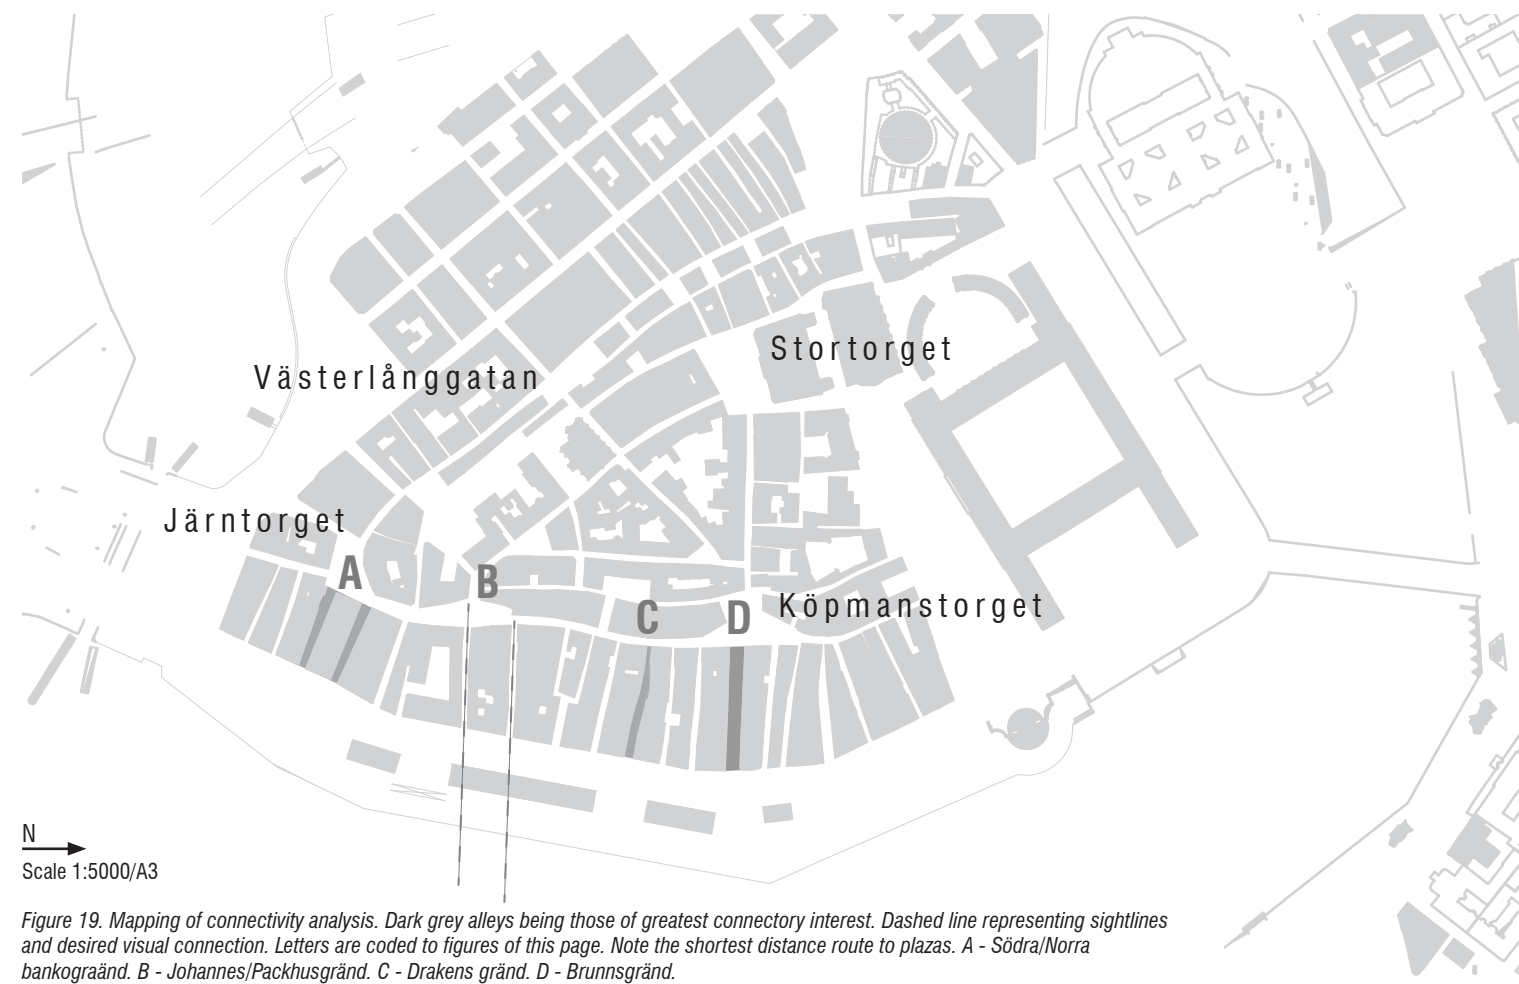 Stortorget
Västerlånggatan
Järntorget
A
B
C
D
Köpmanstorget
N
Scale 1:5000/A3
Figure 19. Mapping of connectivity analysis. Dark grey alleys being those of greatest connectory interest. Dashed line representing sightlines
and desired visual connection. Letters are coded to figures of this page. Note the shortest distance route to plazas. A - Södra/Norra
bankograänd. B - Johannes/Packhusgränd. C - Drakens gränd. D - Brunnsgränd.